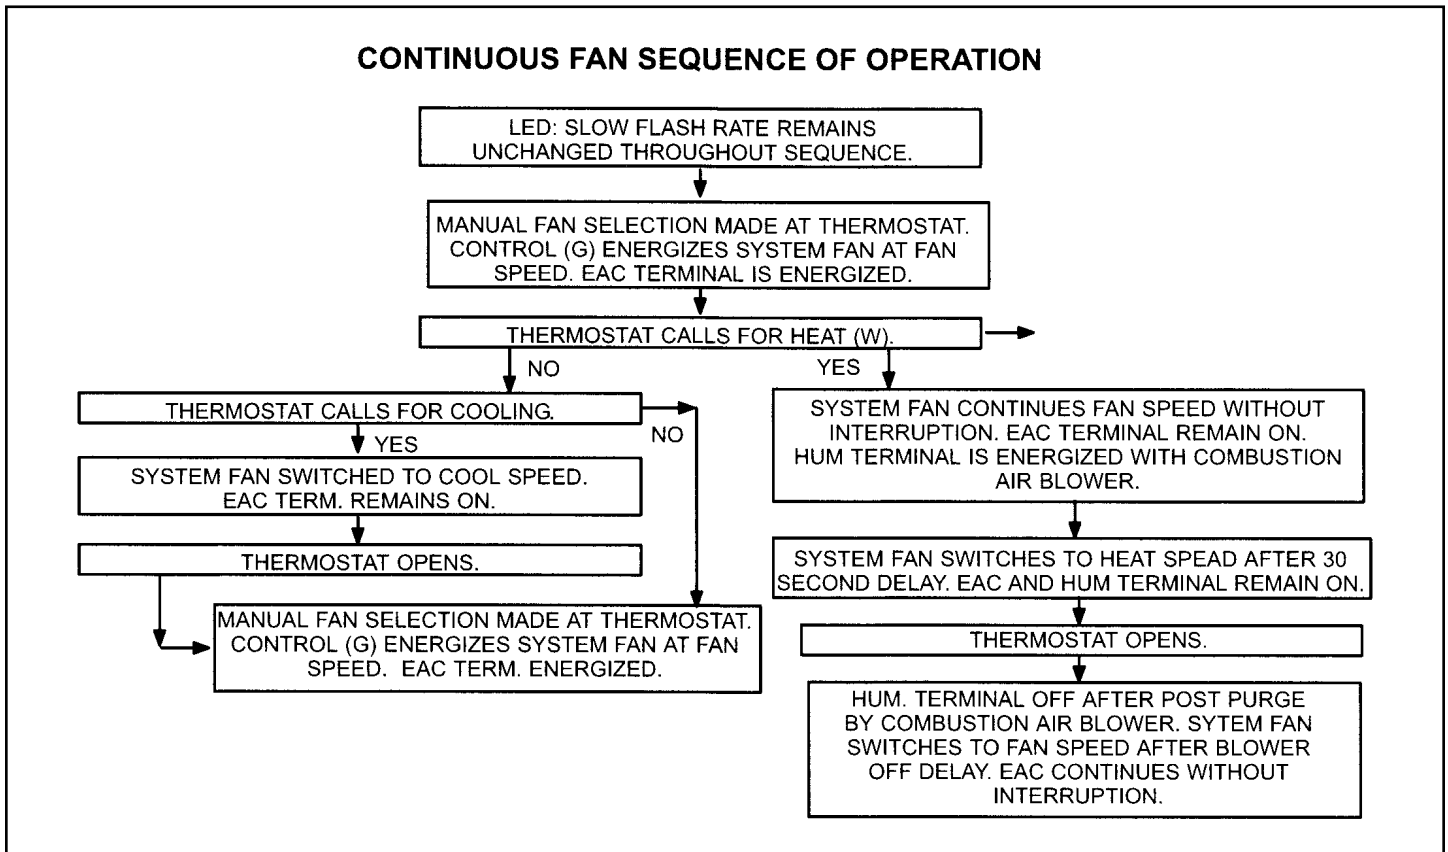 CONTINUOUS FAN SEQUENCE OF OPERATION
LED: SLOW FLASH RATE REMAINS
UNCHANGED THROUGHOUT SEQUENCE.
MANUAL FAN SELECTION MADE AT THERMOSTAT.
CONTROL (G) ENERGIZES SYSTEM FAN AT FAN
SPEED. EAC TERMINAL IS ENERGIZED.
THERMOSTAT CALLS FOR HEAT (W).
NO
YES
THERMOSTAT CALLS FOR COOLING.
NO
YES
SYSTEM FAN SWITCHED TO COOL SPEED.
EAC TERM. REMAINS ON.
THERMOSTAT OPENS.
MANUAL FAN SELECTION MADE AT THERMOSTAT.
CONTROL (G) ENERGIZES SYSTEM FAN AT FAN
SPEED. EAC TERM. ENERGIZED.
SYSTEM FAN CONTINUES FAN SPEED WITHOUT
INTERRUPTION. EAC TERMINAL REMAIN ON.
HUM TERMINAL IS ENERGIZED WITH COMBUSTION
AIR BLOWER.
SYSTEM FAN SWITCHES TO HEAT SPEAD AFTER 30
SECOND DELAY. EAC AND HUM TERMINAL REMAIN ON.
THERMOSTAT OPENS.
HUM. TERMINAL OFF AFTER POST PURGE
BY COMBUSTION AIR BLOWER. SYTEM FAN
SWITCHES TO FAN SPEED AFTER BLOWER
OFF DELAY. EAC CONTINUES WITHOUT
INTERRUPTION.